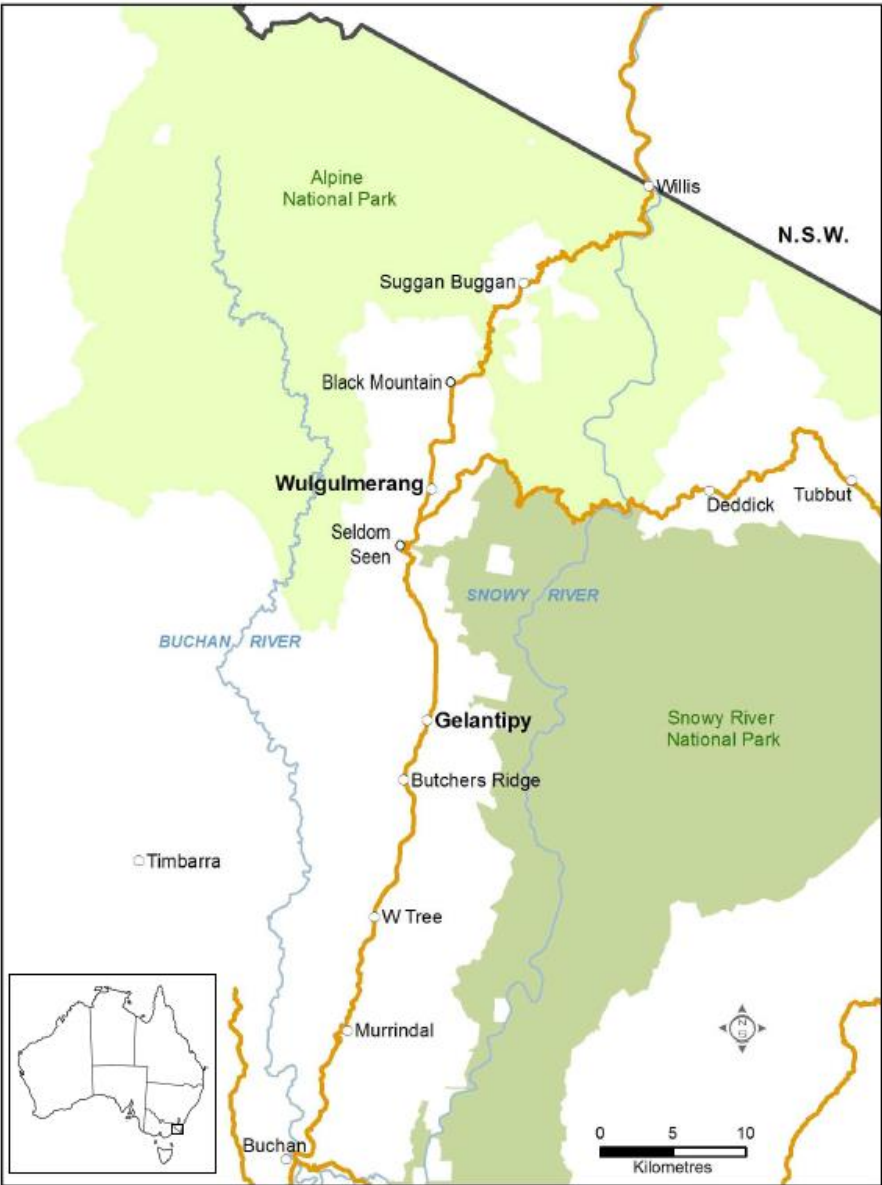 Alpine
National Park
Willis
N.S.W.
Suggan Buggan
Black Mountain
Wulgulmerang
Deddick
Tubbut
Seldom
Seen
SNOWY RIVER
BUCHAN RIVER
Gelantipy
Snowy River
National Park
Butchers Ridge
Timbarra
W Tree
Murrindal
N
S
Buchan
0 5 10
Kilometres